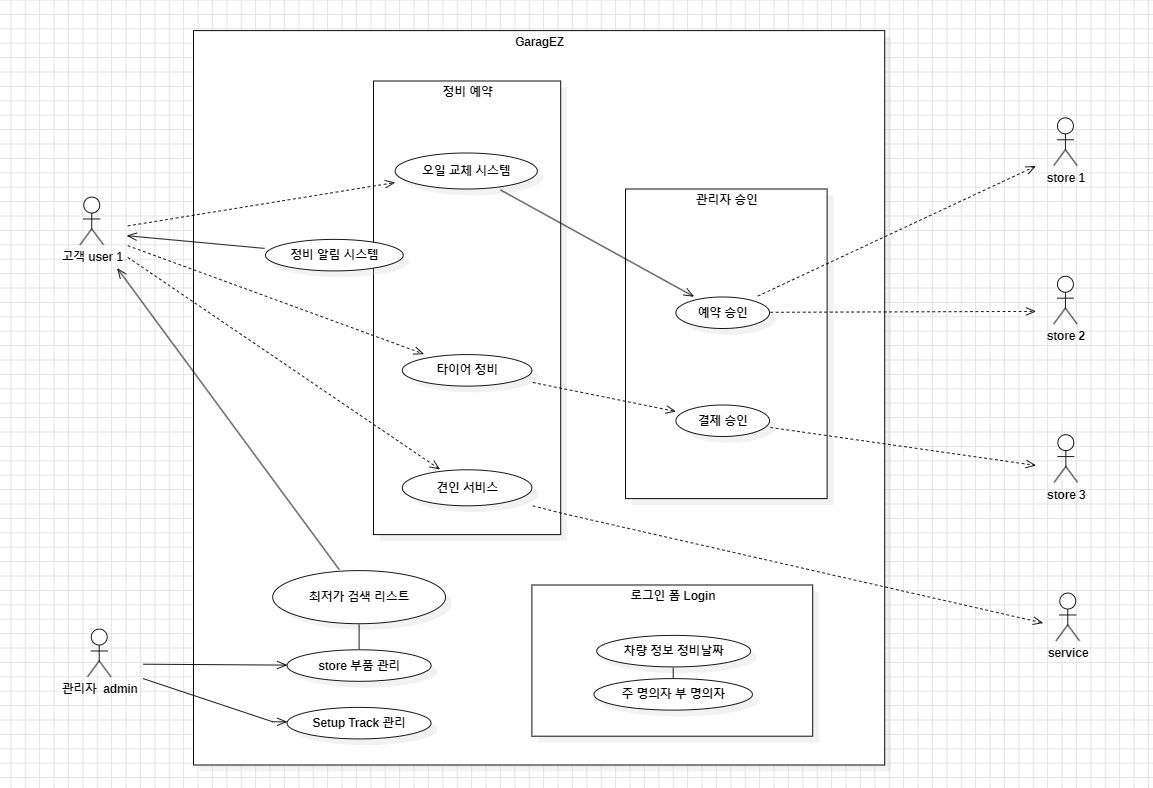 GaragEZ
정비 예약
오일 교체 시스템
store 1
관리자 승인
고객 user 1
정비 알림 시스템
예약 승인
store 2
타이어 정비
결제 승인
견인 서비스
store 3
최저가 검색 리스트
로그인 폼 Login
차량 정보 정비날짜
service
store 부품 관리
관리자 admin
주 명의자 부 명의자
Setup Track 관리